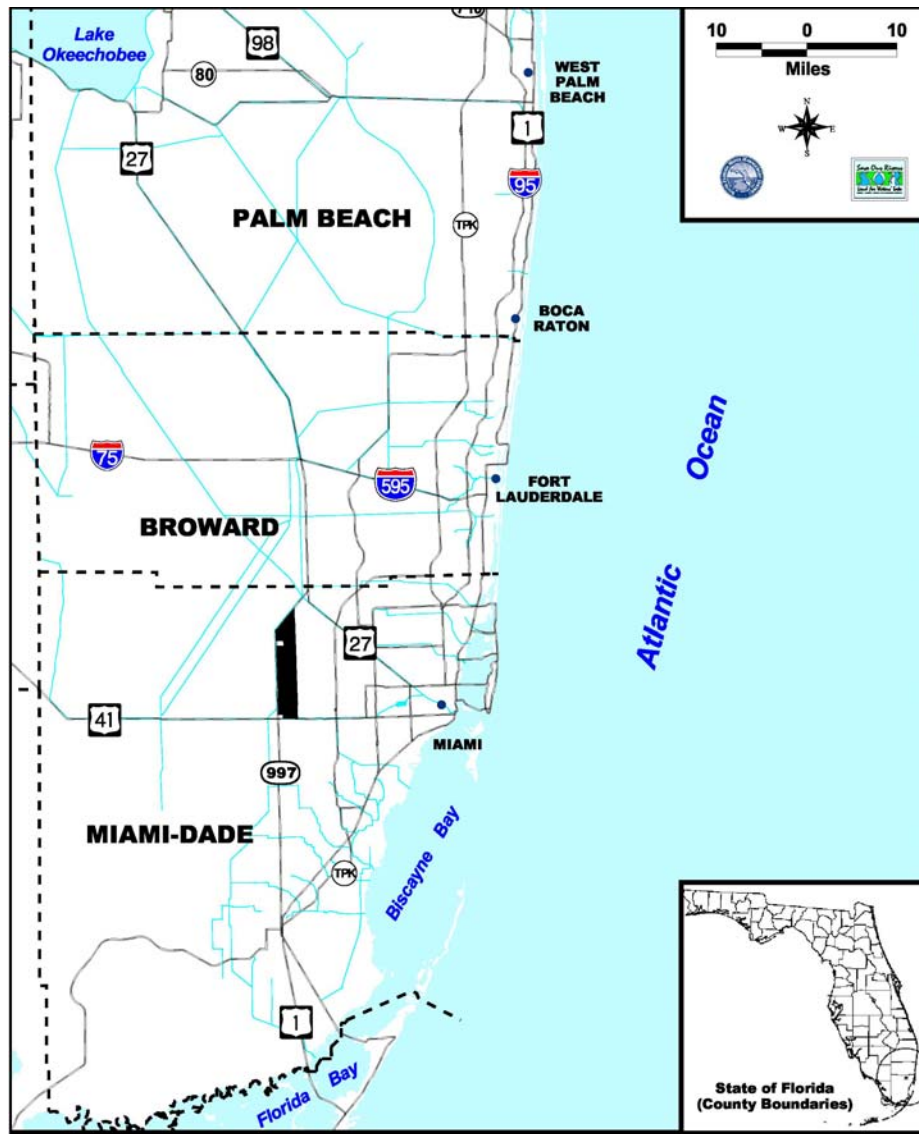 Lake
Okeechobee
98
80
710
WEST
PALM
BEACH
1
27
95
PALM BEACH
TPK
BOCA
RATON
10 0 10
Miles
N
W E
S
75
595
FORT
LAUDERDALE
BROWARD
Atlantic Ocean
27
41
MIAMI
997
MIAMI-DADE
TPK
Biscayne Bay
1
Florida Bay
State of Florida
(County Boundaries)